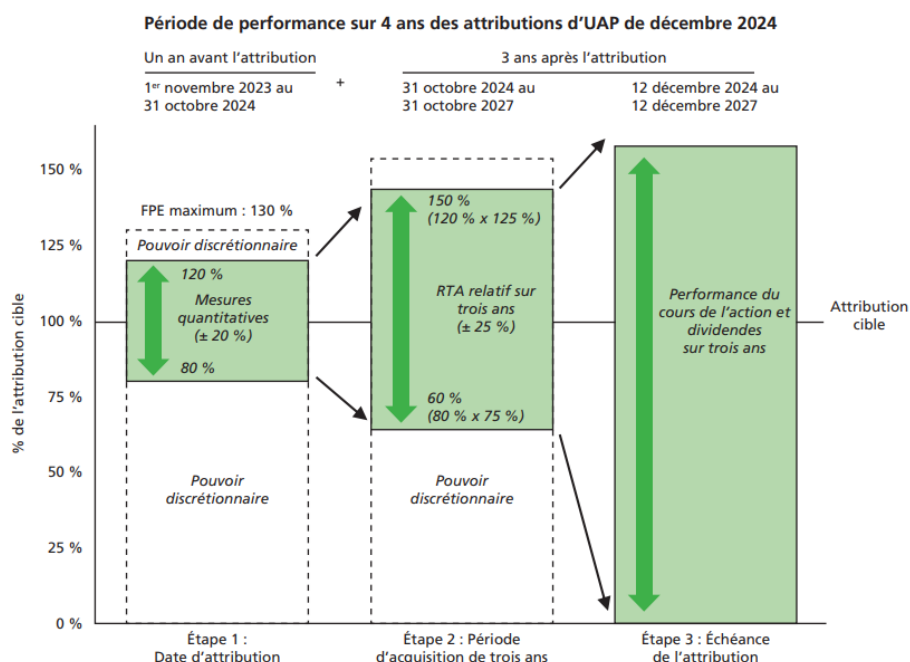 Période de performance sur 4 ans des attributions d’UAP de décembre 2024
Un an avant l’attribution
+
3 ans après l’attribution
1er novembre 2023 au
31 octobre 2024
31 octobre 2024 au
31 octobre 2027
12 décembre 2024 au
12 décembre 2027
% de l’attribution cible
150 %
125 %
100 %
75 %
50 %
25 %
0 %
FPE maximum : 130 %
Pouvoir discrétionnaire
120 %
Mesures
quantitatives
(± 20 %)
80 %
Pouvoir
discrétionnaire
150 %
(120 % x 125 %)
RTA relatif sur
trois ans
(± 25 %)
60 %
(80 % x 75 %)
Pouvoir
discrétionnaire
Performance du
cours de l’action et
dividendes
sur trois ans
Attribution
cible
Étape 1 :
Date d’attribution
Étape 2 : Période
d’acquisition de trois ans
Étape 3 : Échéance
de l’attribution